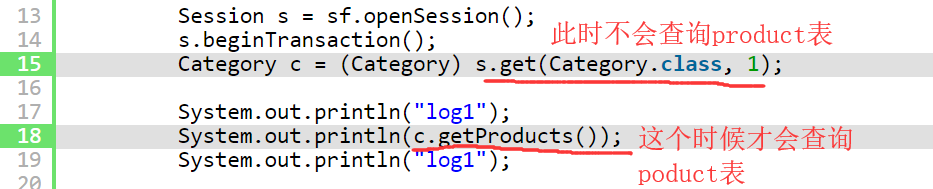 13 Session s = sf.openSession();
14 s.beginTransaction();
此时不会查询product表
15 Category c = (Category) s.get(Category.class, 1);
16
17 System.out.println("log1");
18 System.out.println(c.getProducts());
这个时候才会查询
poduct表
19 System.out.println("log1");
20